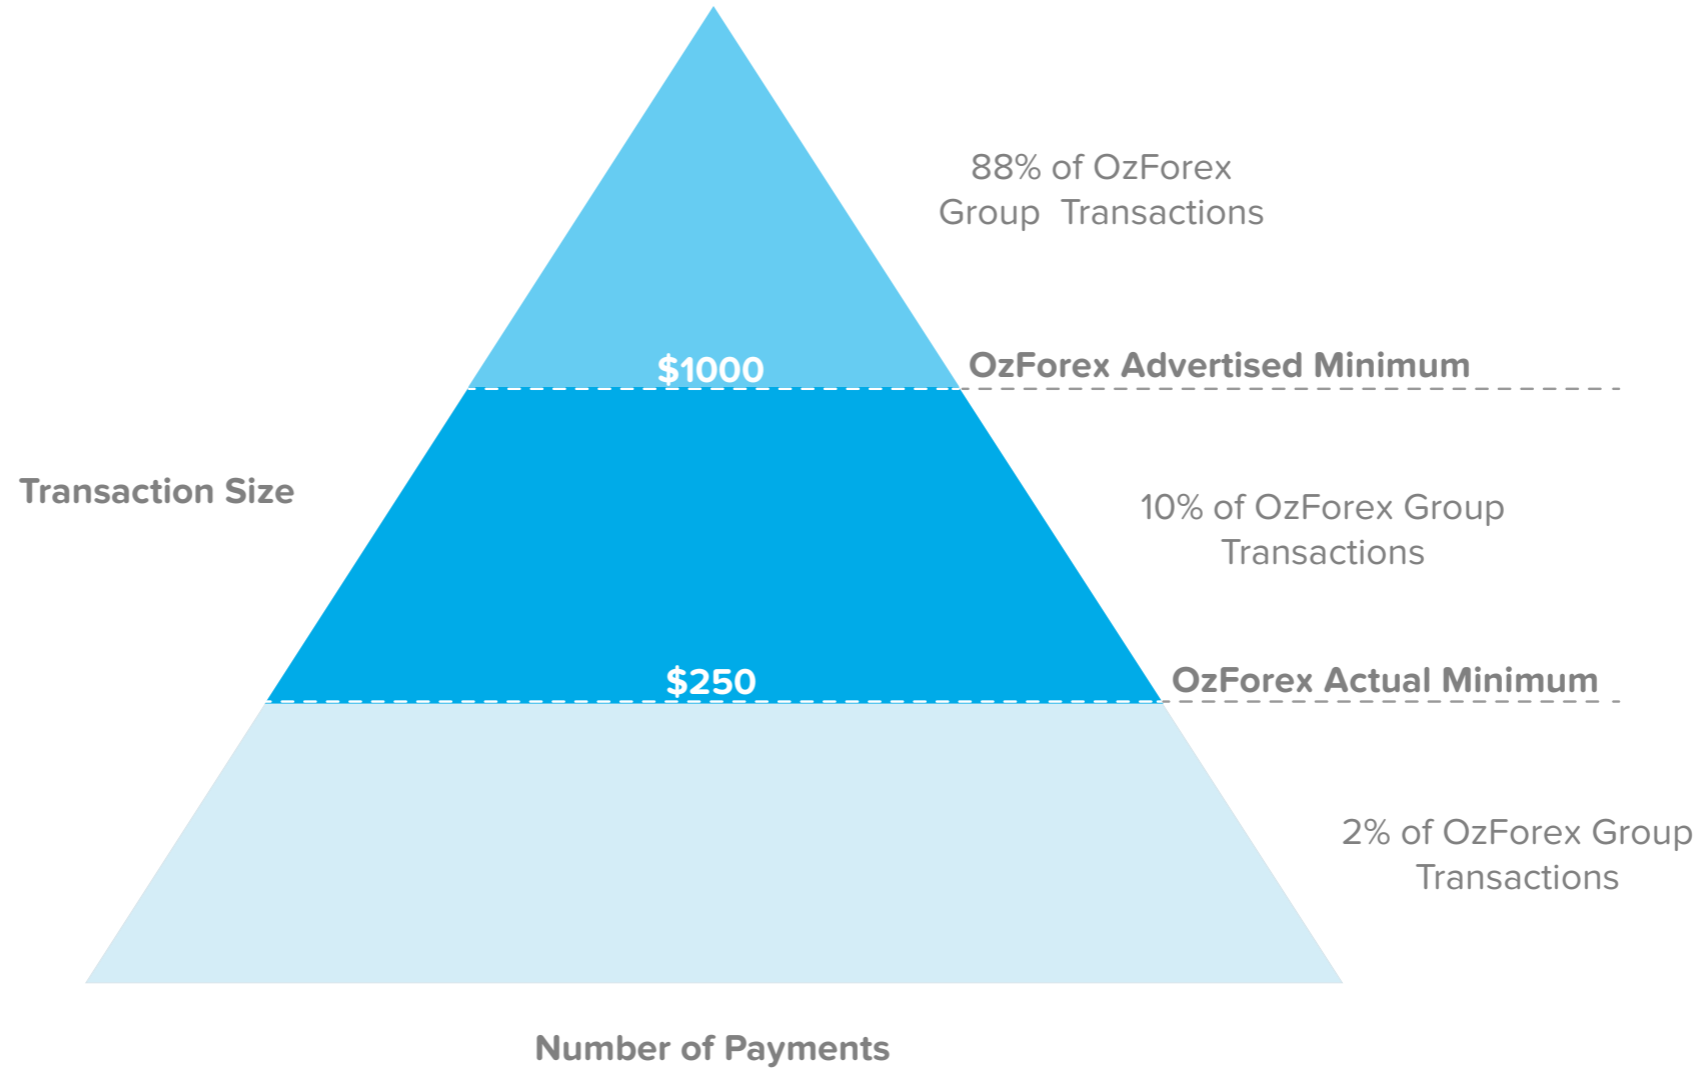 88% of OzForex
Group  Transactions
$1000
OzForex Advertised Minimum
Transaction Size
10% of OzForex Group
Transactions
$250
OzForex Actual Minimum
2% of OzForex Group
Transactions
Number of Payments